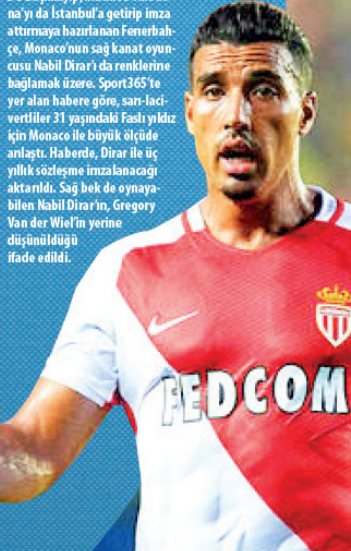 na'yı da İstanbul'a getirip imza
attırmaya hazırlanan Fenerbah-
çe, Monaco'nun sağ kanat oyun-
cusu Nabil Dirar'ı da renklerine
bağlamak üzere. Sport365'te
yer alan habere göre, sarı-laci-
vertliler 31 yaşındaki Faslı yıldız
için Monaco ile büyük ölçüde
anlaştı. Haberde, Dirar ile üç
yıllık sözleşme imzalanacağı
aktarıldı. Sağ bek de oynaya-
bilen Nabil Dirar'ın, Gregory
Van der Wiel'in yerine
düşünüldüğü
ifade edildi.
FEDCOM